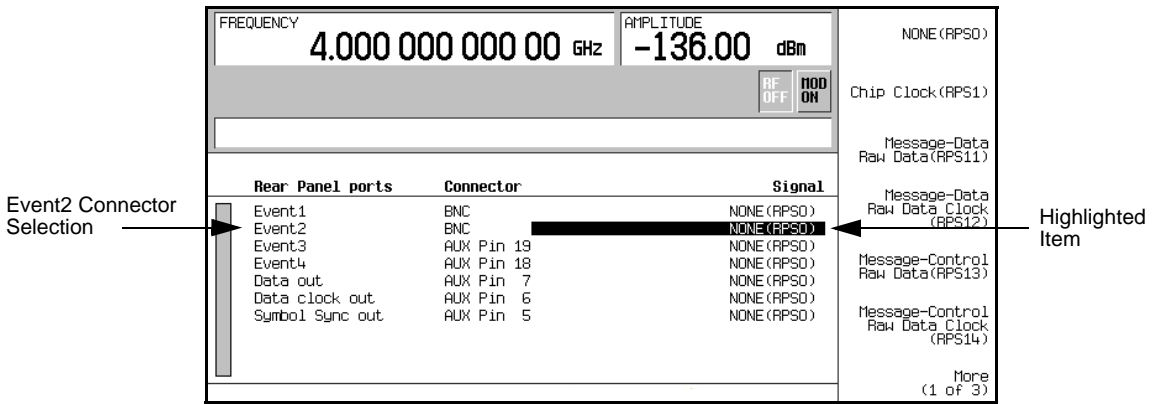 FREQUENCY
4.000 000 000 00 GHz
AMPLITUDE
-136.00 dBm
RF OFF
MOD ON
Rear Panel ports Connector Signal
Event1 BNC NONE(RPS0)
Event2 BNC NONE(RPS0)
Event3 AUX Pin 19 NONE(RPS0)
Event4 AUX Pin 18 NONE(RPS0)
Data out AUX Pin 7 NONE(RPS0)
Data clock out AUX Pin 6 NONE(RPS0)
Symbol Sync out AUX Pin 5 NONE(RPS0)
NONE(RPS0)
Chip Clock(RPS1)
Message-Data
Raw Data(RPS11)
Message-Data
Raw Data Clock
(RPS12)
Message-Control
Raw Data(RPS13)
Message-Control
Raw Data Clock
(RPS14)
More
(1 of 3)
Event2 Connector
Selection
Highlighted
Item